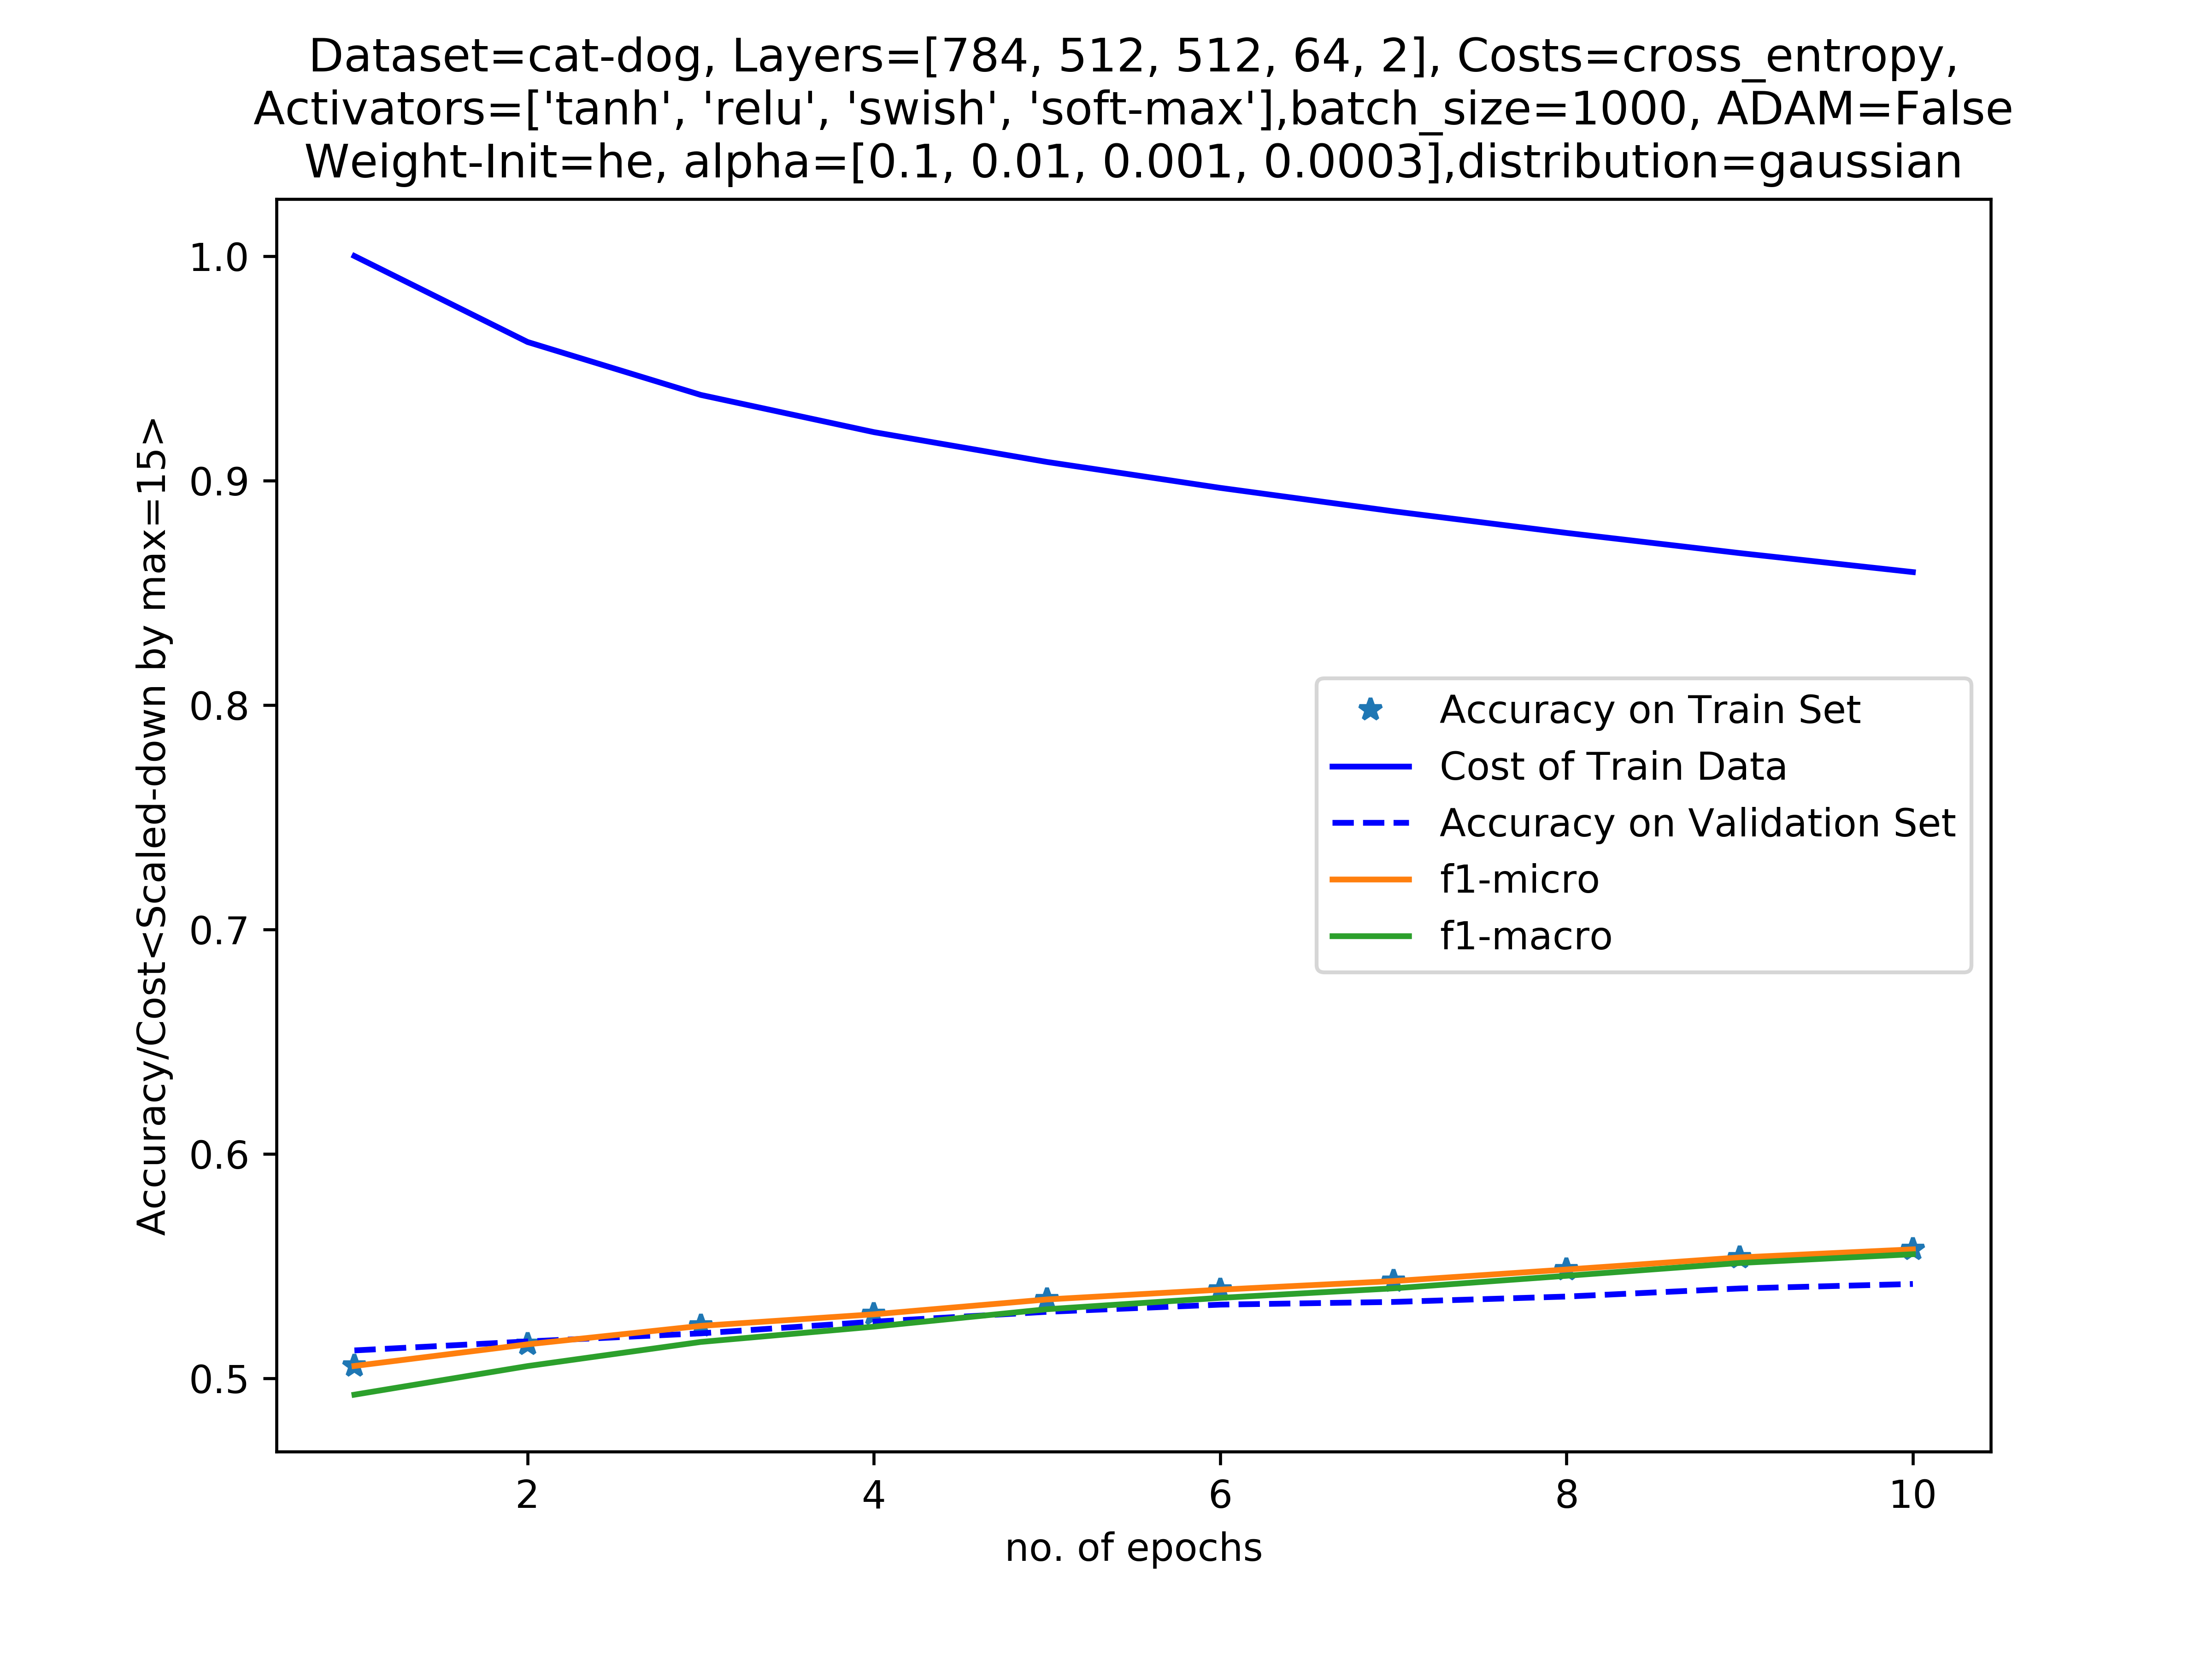 Dataset=cat-dog, Layers=[784, 512, 512, 64, 2], Costs=cross_entropy,
Activators=['tanh', 'relu', 'swish', 'soft-max'],batch_size=1000, ADAM=False
Weight-Init=he, alpha=[0.1, 0.01, 0.001, 0.0003],distribution=gaussian
Accuracy/Cost<Scaled-down by max=15>
1.0
0.9
0.8
0.7
0.6
0.5
Accuracy on Train Set
Cost of Train Data
Accuracy on Validation Set
f1-micro
f1-macro
2 4 6 8 10
no. of epochs